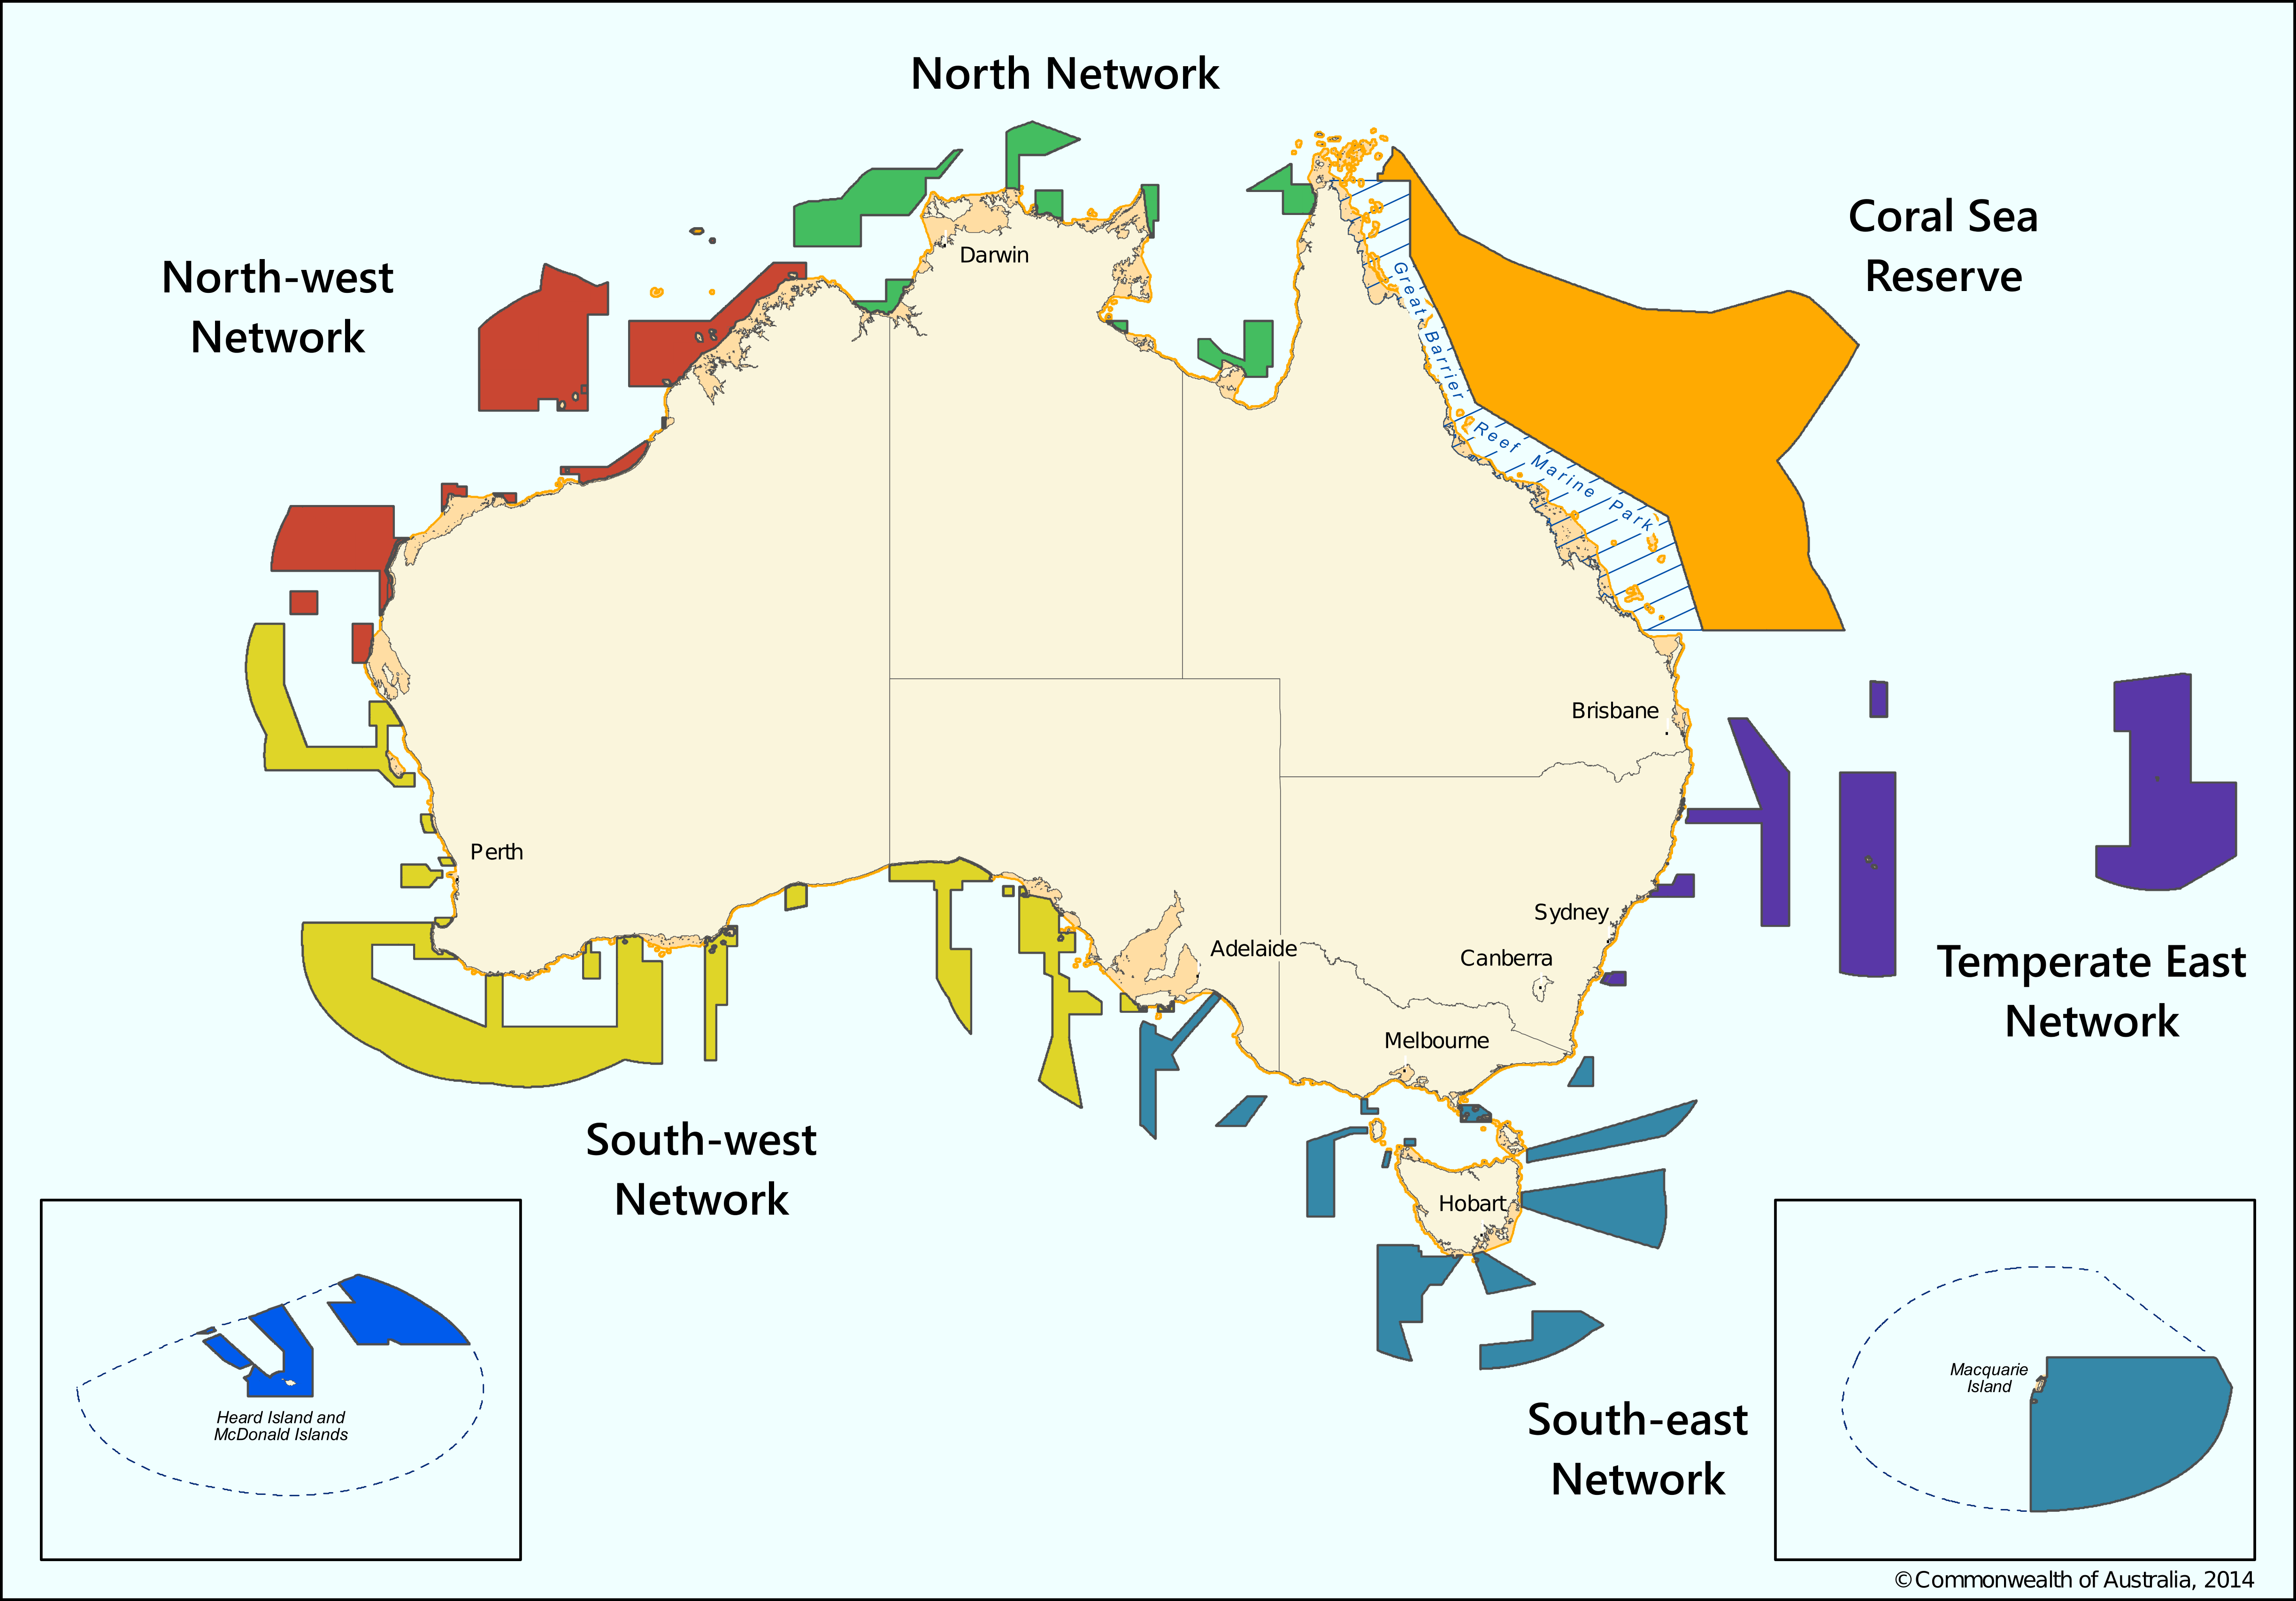 North Network
Coral Sea
Reserve
North-west
Network
Darwin
Great Barrier
Reef Marine Park
Brisbane
Perth
Sydney
Adelaide
Canberra
Temperate East
Network
Melbourne
South-west
Network
Hobart
Macquarie
Island
Heard Island and
McDonald Islands
South-east
Network
© Commonwealth of Australia, 2014